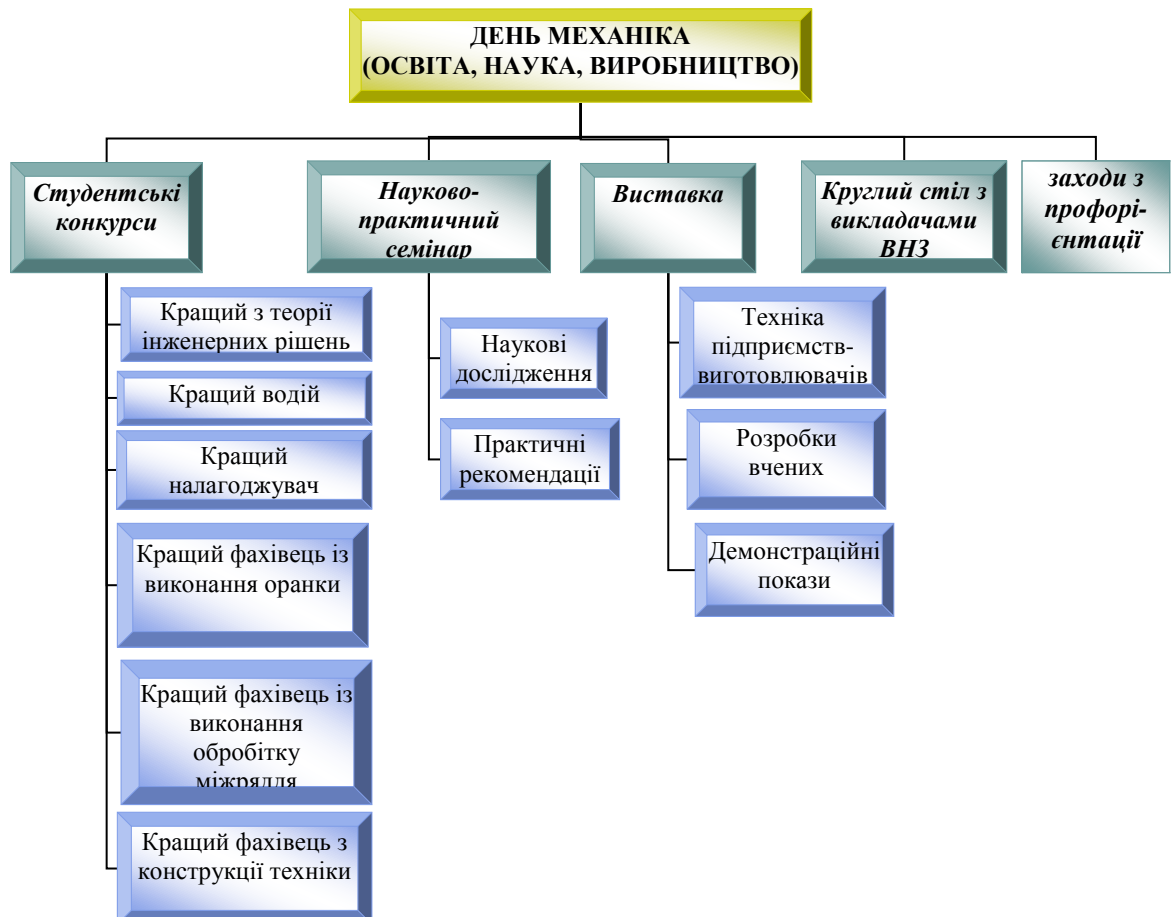 ДЕНЬ МЕХАНІКА
(ОСВІТА, НАУКА, ВИРОБНИЦТВО)
Студентські
конкурси
Науково-
практичний
семінар
Виставка
Круглий стіл з
викладачами
ВНЗ
заходи з
профорі-
єнтації
Кращий з теорії
інженерних рішень
Кращий водій
Кращий
налагоджувач
Кращий фахівець із
виконання оранки
Кращий фахівець із
виконання
обробітку
міжряддя
Кращий фахівець з
конструкції техніки
Наукові
дослідження
Практичні
рекомендації
Техніка
підприємств-
виготовлювачів
Розробки
вчених
Демонстраційні
покази